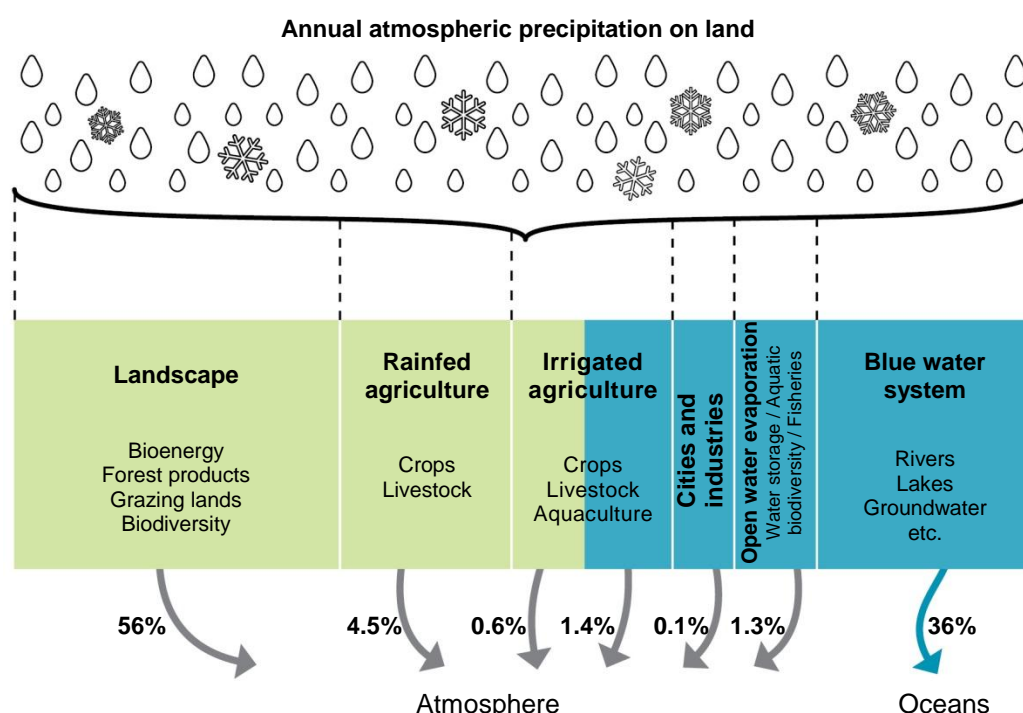 Annual atmospheric precipitation on land
Landscape
Bioenergy
Forest products
Grazing lands
Biodiversity
Rainfed
agriculture
Crops
Livestock
Irrigated
agriculture
Crops
Livestock
Aquaculture
Cities and
industries
Open water evaporation
Water storage / Aquatic
biodiversity / Fisheries
Blue water
system
Rivers
Lakes
Groundwater
etc.
56%
4.5%
0.6%
1.4%
0.1%
1.3%
36%
Atmosphere
Oceans